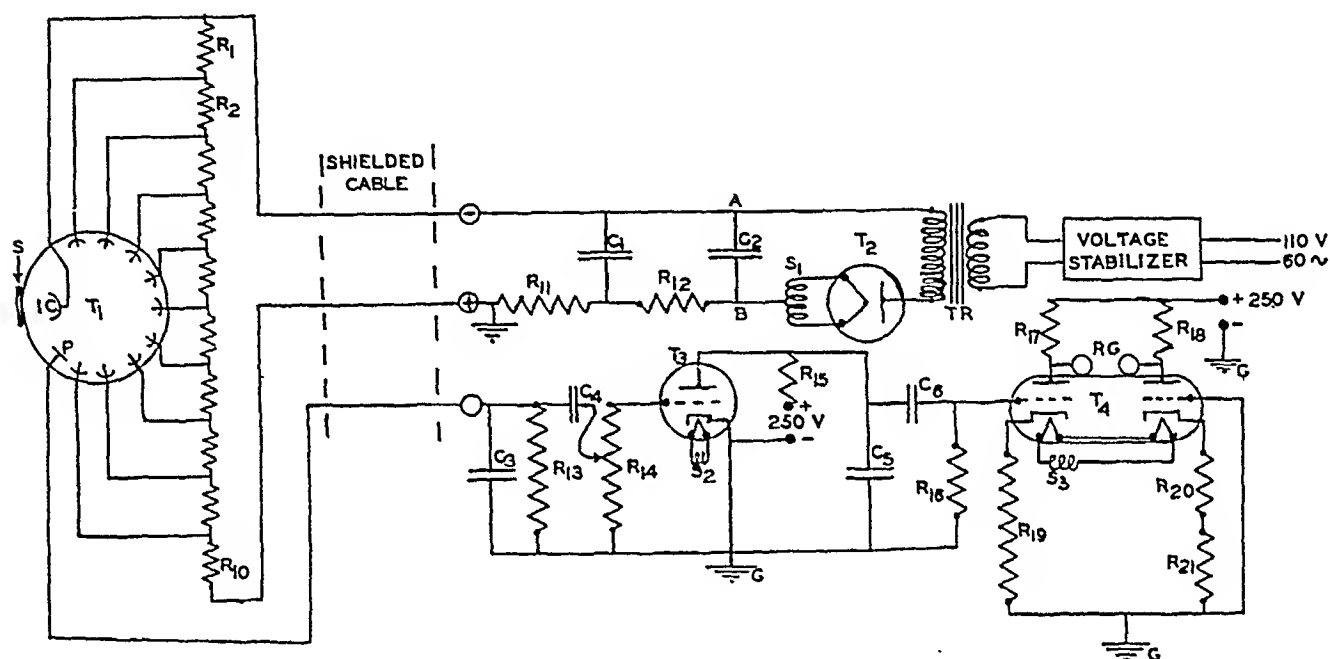 R1
R2
SHIELDED
CABLE
A
C1
C2
S1
T2
VOLTAGE
STABILIZER
110 V
60 ~
S
IC
T1
R11
R12
B
TR
+ 250 V
-
R17
R18
RG
G
P
T3
R15
+
250 V
-
C4
C6
T4
C3
R13
R14
S2
C5
R16
S3
R19
R20
R10
R21
G
G